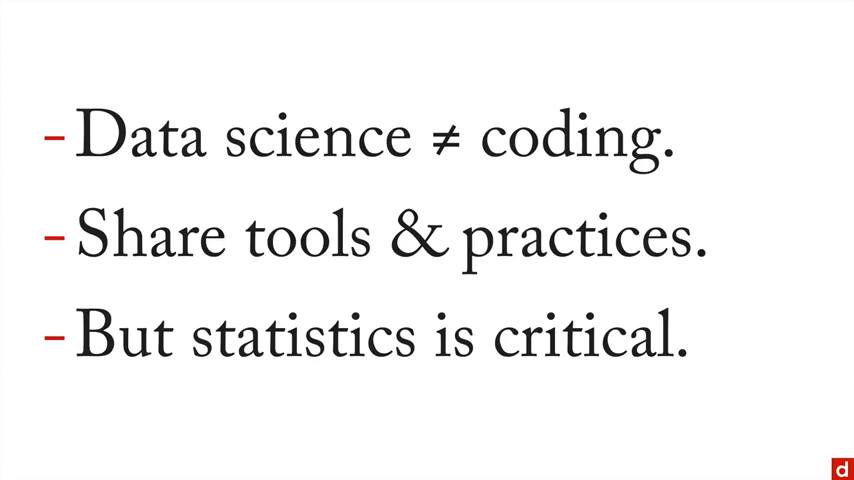 - Data science ≠ coding.
- Share tools & practices.
- But statistics is critical.
d